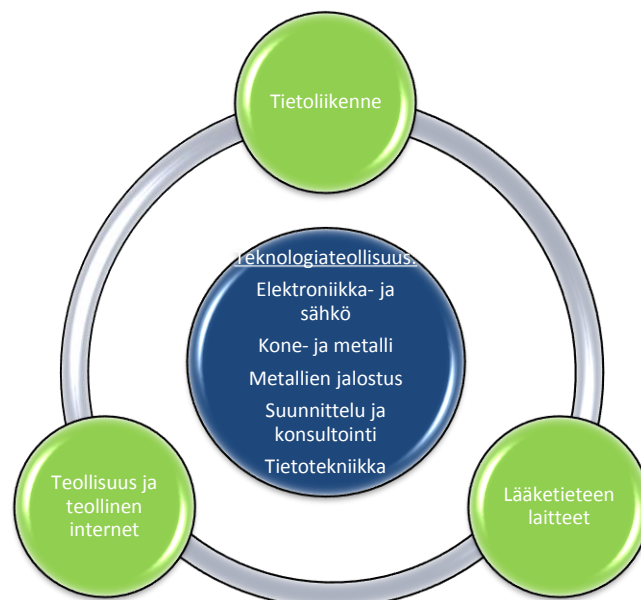 Tietoliikenne
Teknologiateollisuus:
Elektroniikka- ja
sähkö
Kone- ja metalli
Metallien jalostus
Suunnittelu ja
konsultointi
Tietotekniikka
Teollisuus ja
teollinen
internet
Lääketieteen
laitteet